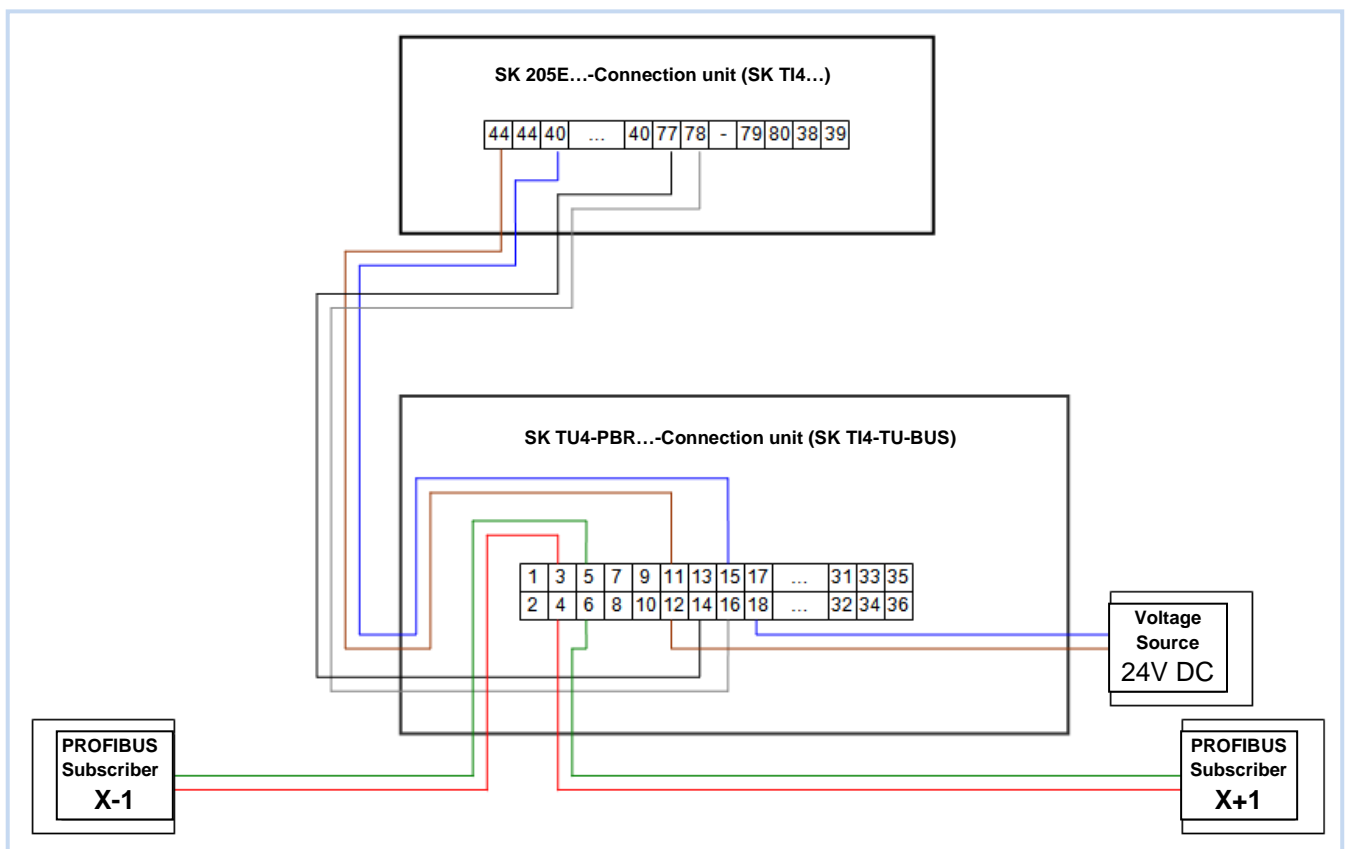 SK 205E…-Connection unit (SK TI4…)
44 44 40 … 40 77 78 - 79 80 38 39
SK TU4-PBR…-Connection unit (SK TI4-TU-BUS)
1 3 5 7 9 11 13 15 17 … 31 33 35
2 4 6 8 10 12 14 16 18 … 32 34 36
Voltage
Source
24V DC
PROFIBUS
Subscriber
X-1
PROFIBUS
Subscriber
X+1